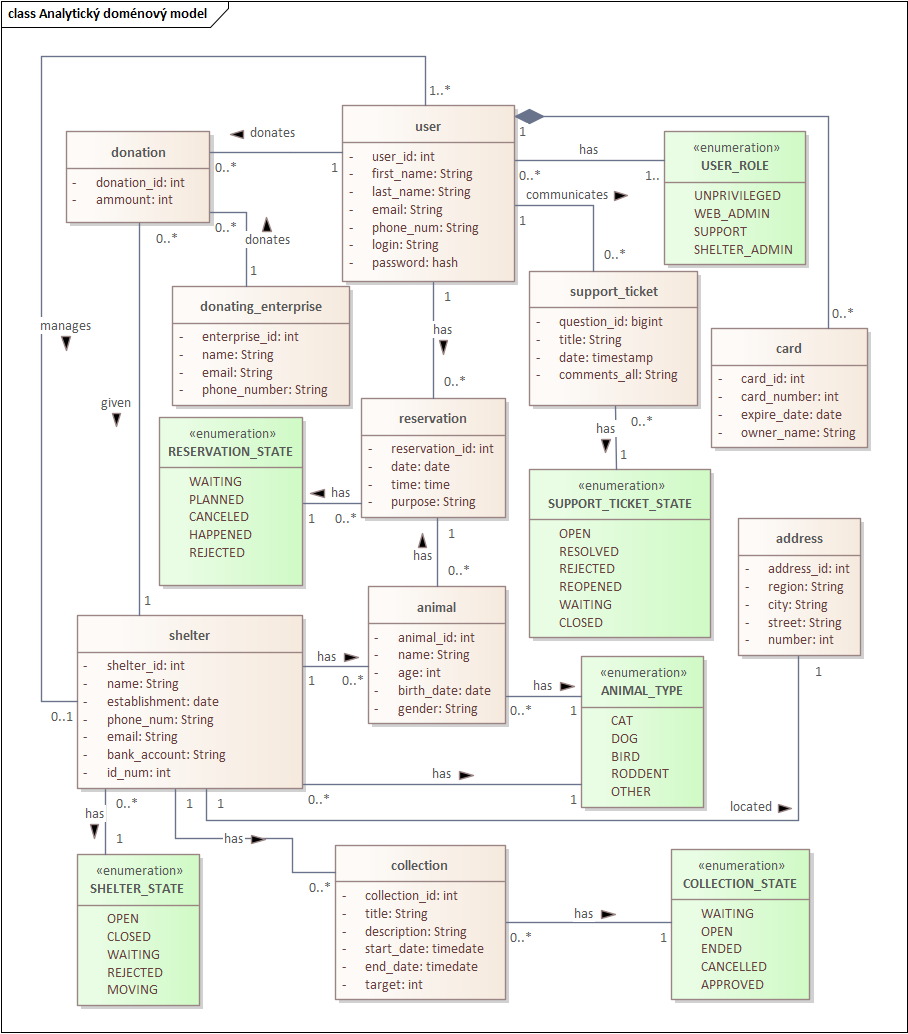 class Analytický doménový model
1..*
user
- user_id: int
- first_name: String
- last_name: String
- email: String
- phone_num: String
- login: String
- password: hash
donation
- donation_id: int
- ammount: int
donates
0..*
1
1
has
0..*
1..
«enumeration»
USER_ROLE
UNPRIVILEGED
WEB_ADMIN
SUPPORT
SHELTER_ADMIN
communicates
1
0..*
0..*
0..*
donates
1
donating_enterprise
- enterprise_id: int
- name: String
- email: String
- phone_number: String
support_ticket
- question_id: bigint
- title: String
- date: timestamp
- comments_all: String
0..*
card
- card_id: int
- card_number: int
- expire_date: date
- owner_name: String
manages
1
has
0..*
given
reservation
- reservation_id: int
- date: date
- time: time
- purpose: String
«enumeration»
RESERVATION_STATE
WAITING
PLANNED
CANCELED
HAPPENED
REJECTED
has
1
0..*
0..*
has
1
«enumeration»
SUPPORT_TICKET_STATE
OPEN
RESOLVED
REJECTED
REOPENED
WAITING
CLOSED
address
- address_id: int
- region: String
- city: String
- street: String
- number: int
1
has
0..*
1
shelter
- shelter_id: int
- name: String
- establishment: date
- phone_num: String
- email: String
- bank_account: String
- id_num: int
0..1
has
1
0..*
animal
- animal_id: int
- name: String
- age: int
- birth_date: date
- gender: String
has
0..*
1
«enumeration»
ANIMAL_TYPE
CAT
DOG
BIRD
RODDENT
OTHER
1
has
0..*
1
located
0..*
1
1
has
1
has
0..*
«enumeration»
SHELTER_STATE
OPEN
CLOSED
WAITING
REJECTED
MOVING
collection
- collection_id: int
- title: String
- description: String
- start_date: timedate
- end_date: timedate
- target: int
has
0..*
1
«enumeration»
COLLECTION_STATE
WAITING
OPEN
ENDED
CANCELLED
APPROVED